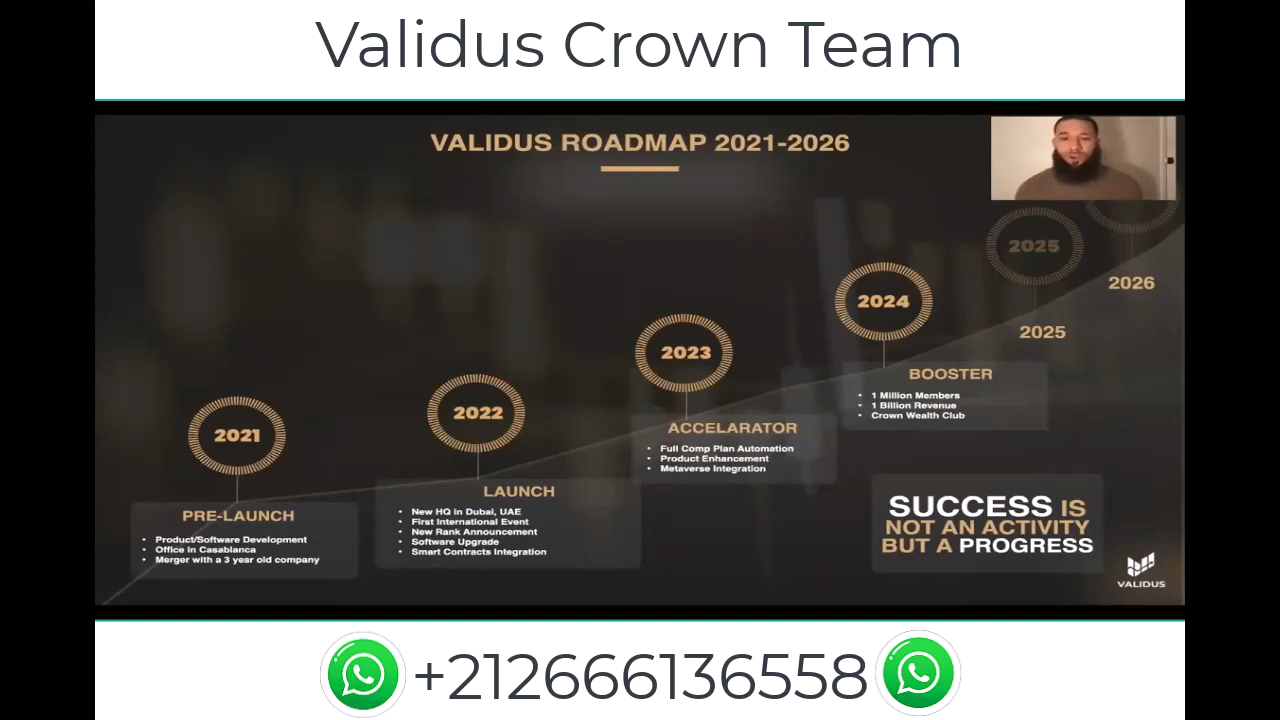 Validus Crown Team
VALIDUS ROADMAP 2021-2026
2021
PRE-LAUNCH
• Product/Software Development
• Office in Casablanca
• Merger with a 3 year old company
2022
LAUNCH
• New HQ in Dubai, UAE
• First International Event
• New Rank Announcement
• Software Upgrade
• Smart Contracts Integration
2023
ACCELARATOR
• Full Comp Plan Automation
• Product Enhancement
• Metaverse Integration
2024
BOOSTER
• 1 Million Members
• 1 Billion Revenue
• Crown Wealth Club
2025
2025
2026
SUCCESS IS
NOT AN ACTIVITY
BUT A PROGRESS
VALIDUS
+212666136558